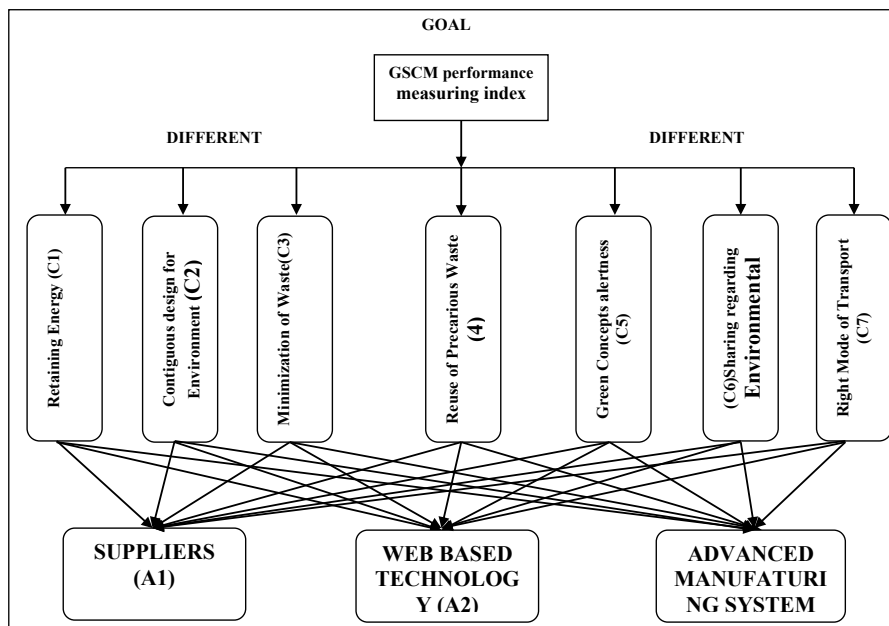 GOAL
GSCM performance
measuring index
DIFFERENT
DIFFERENT
Retaining Energy (C1)
Contiguous design for
Environment (C2)
Minimization of Waste(C3)
Reuse of Precarious Waste
(4)
Green Concepts alertness
(C5)
(C6)Sharing regarding
Environmental
Right Mode of Transport
(C7)
SUPPLIERS
(A1)
WEB BASED
TECHNOLOG
Y (A2)
ADVANCED
MANUFATURI
NG SYSTEM